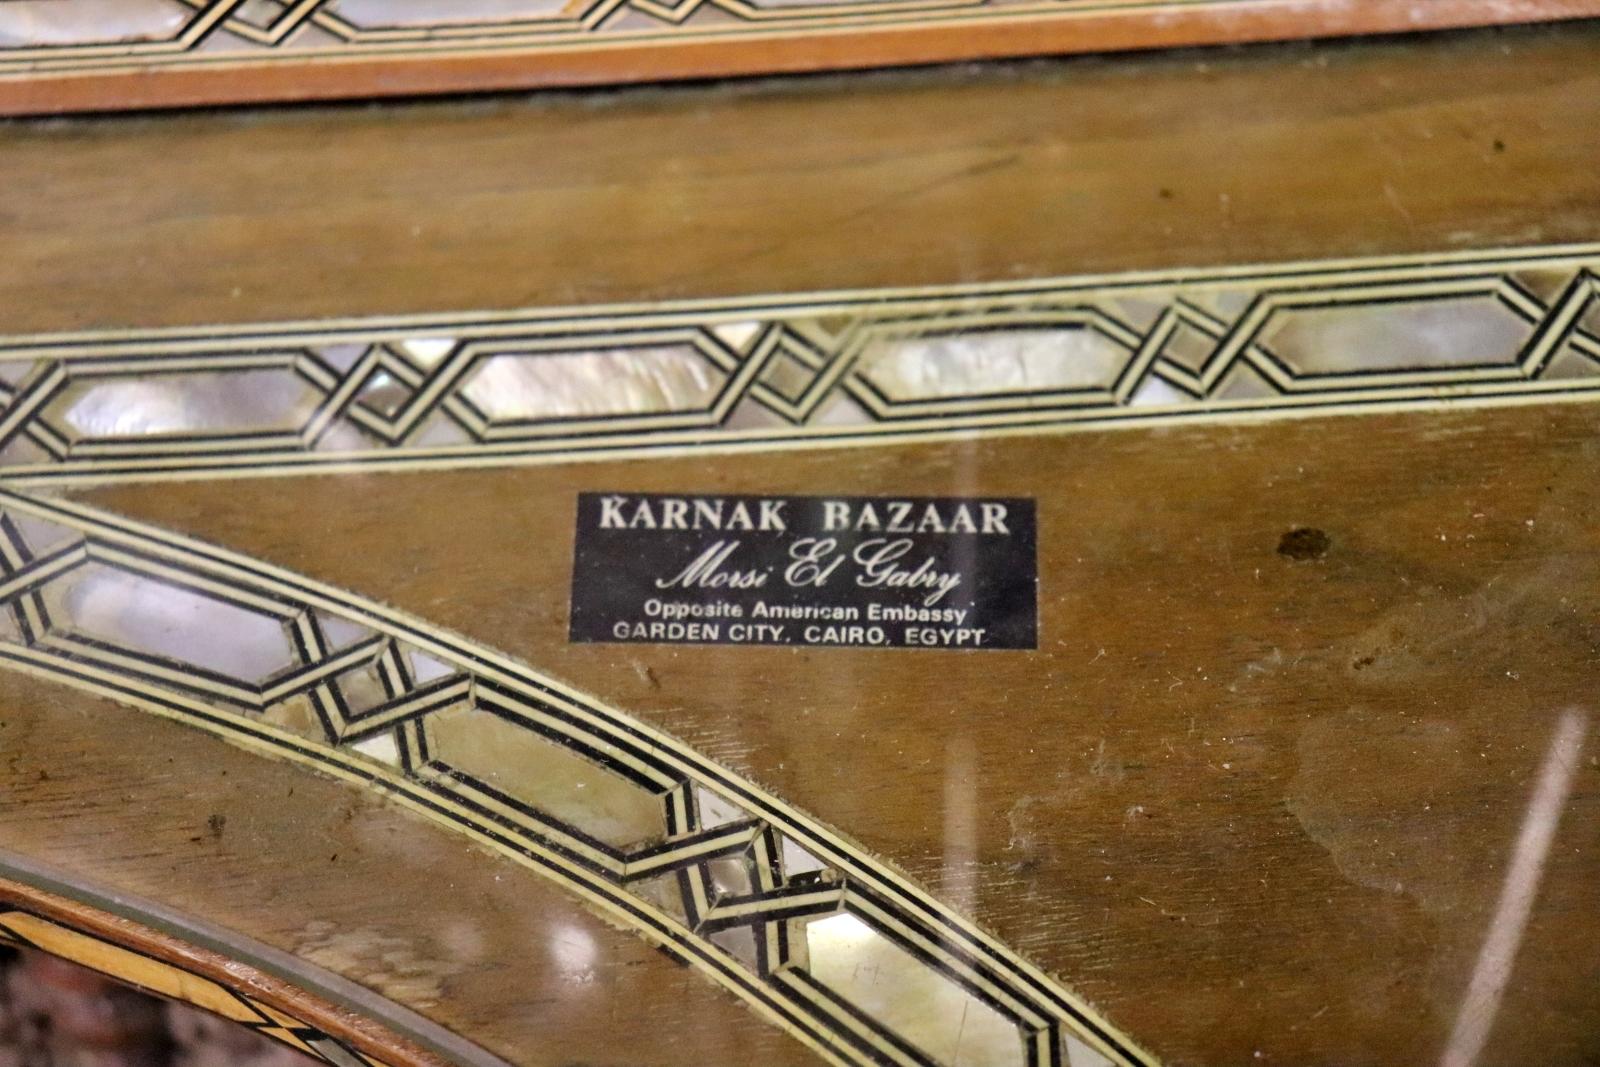 KARNAK BAZAAR
Morsi El Gabry
Opposite American Embassy
GARDEN CITY. CAIRO, EGYPT